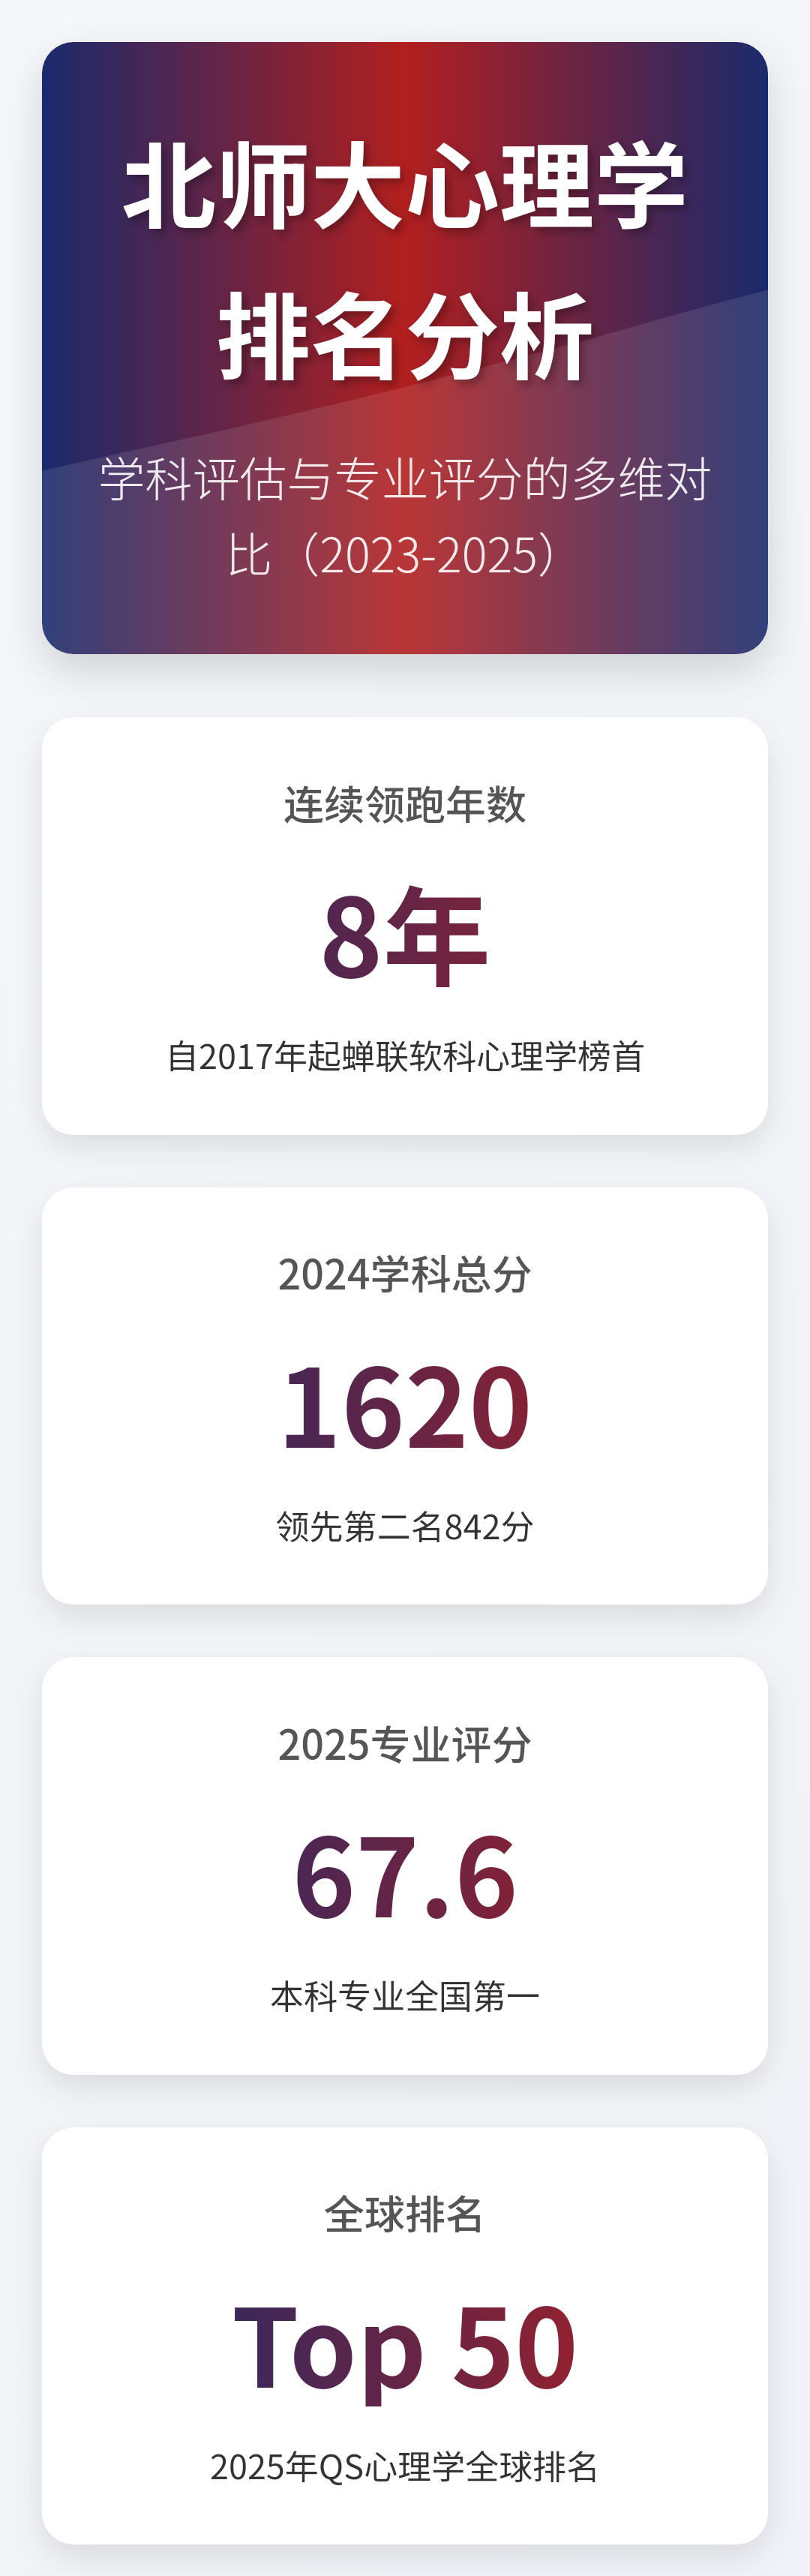 北师大心理学
排名分析
学科评估与专业评分的多维对
比（2023-2025）
连续领跑年数
8年
自2017年起蝉联软科心理学榜首
2024学科总分
1620
领先第二名842分
2025专业评分
67.6
本科专业全国第一
全球排名
Top 50
2025年QS心理学全球排名